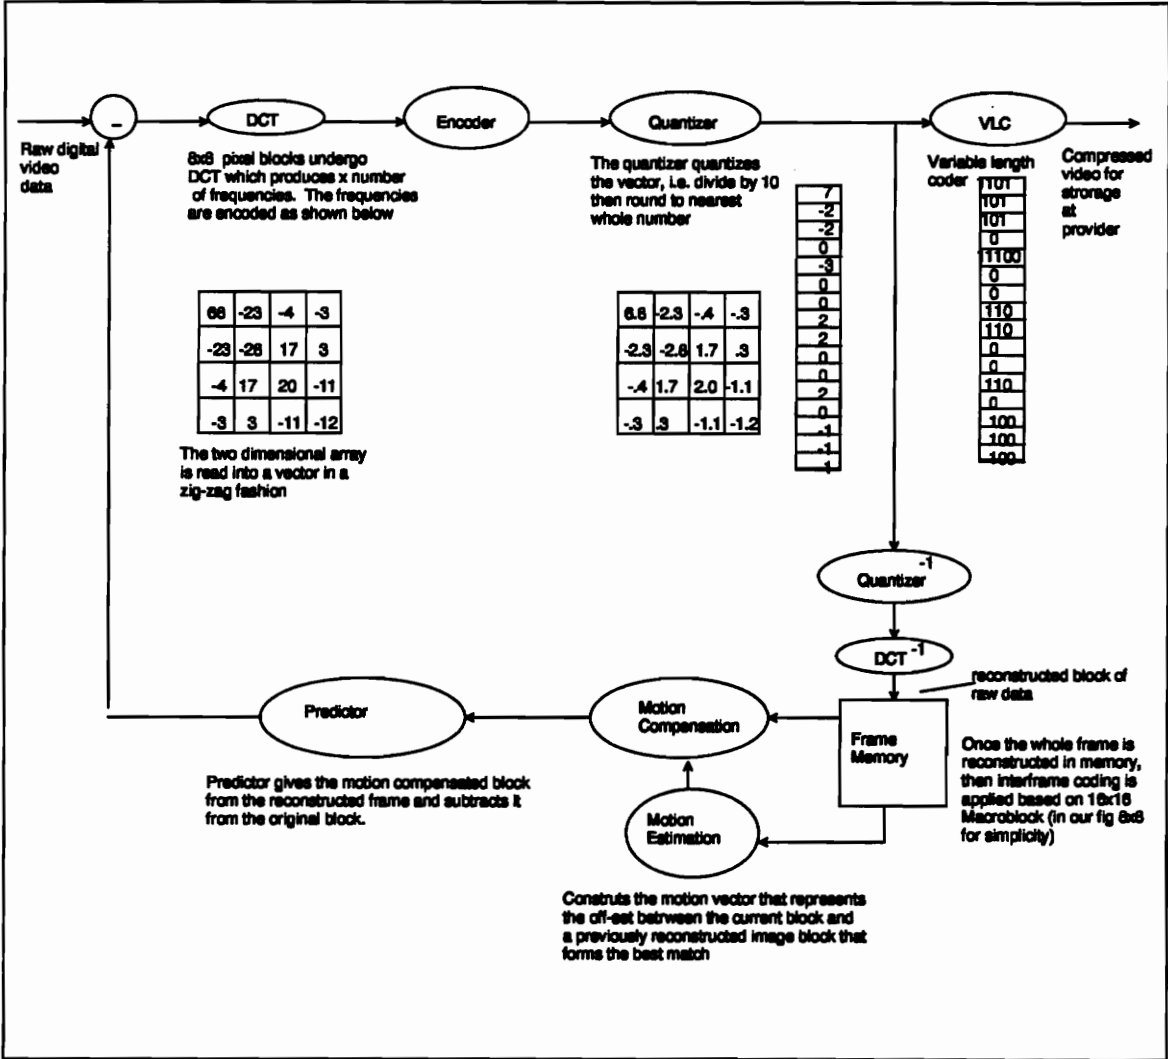 DCT
Encoder
Quantizer
VLC
Raw digital
video
data
8x8 pixel blocks undergo
DCT which produces x number
of frequencies. The frequencies
are encoded as shown below
The quantizer quantizes
the vector, i.e. divide by 10
then round to nearest
whole number
Variable length
coder
Compressed
video for
strorage
at
provider
7
-2
-2
0
-3
0
0
2
2
0
0
2
0
-1
-1
1101
101
101
0
1100
0
0
110
110
0
0
110
0
100
100
100
66 -23 -4 -3
-23 -26 17 3
-4 17 20 -11
-3 3 -11 -12
6.6 -2.3 -.4 -.3
-2.3 -2.6 1.7 .3
-.4 1.7 2.0 -1.1
-.3 .3 -1.1 -1.2
The two dimensional array
is read into a vector in a
zig-zag fashion
Quantizer -1
DCT -1
reconstructed block of
raw data
Predictor
Motion
Compensation
Frame
Memory
Once the whole frame is
reconstructed in memory,
then interframe coding is
applied based on 16x16
Macroblock (in our fig 8x8
for simplicity)
Predictor gives the motion compensated block
from the reconstructed frame and subtracts it
from the original block.
Motion
Estimation
Construts the motion vector that represents
the off-set batrween the current block and
a previously reconstructed image block that
forms the best match